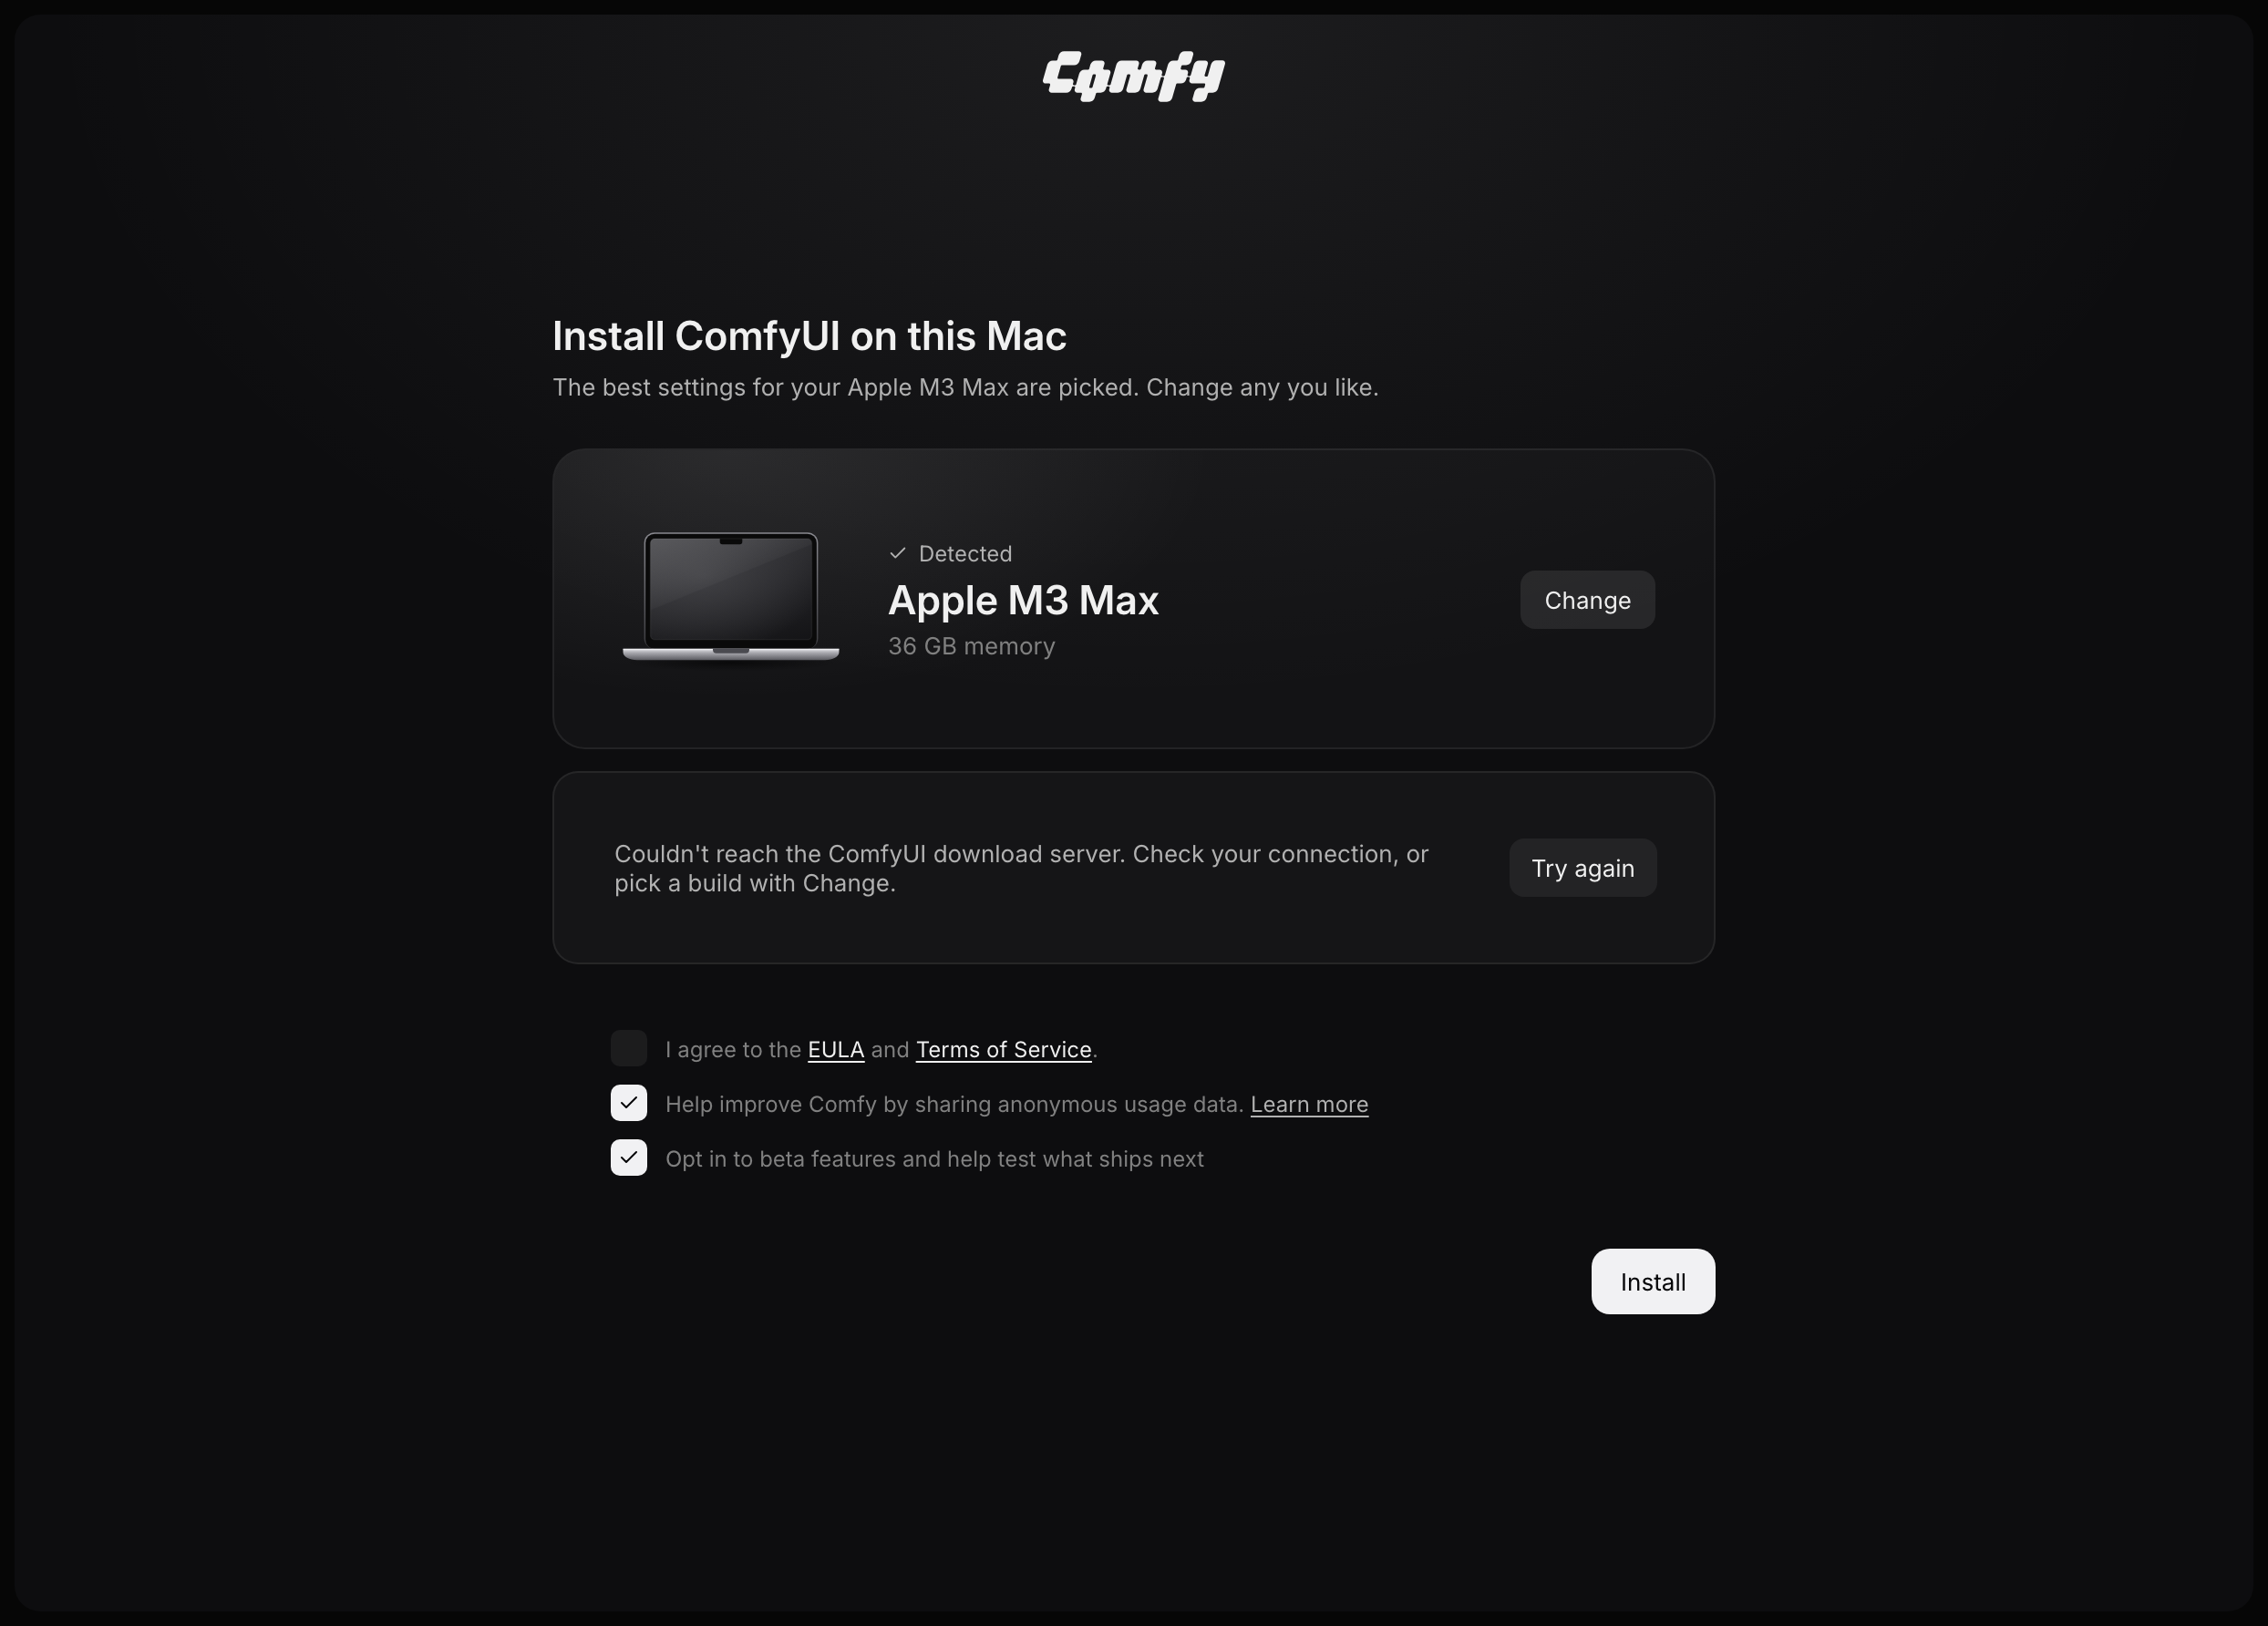 Comfy
Install ComfyUI on this Mac
The best settings for your Apple M3 Max are picked. Change any you like.
Detected
Apple M3 Max
36 GB memory
Change
Couldn't reach the ComfyUI download server. Check your connection, or
pick a build with Change.
Try again
I agree to the EULA and Terms of Service.
Help improve Comfy by sharing anonymous usage data. Learn more
Opt in to beta features and help test what ships next
Install